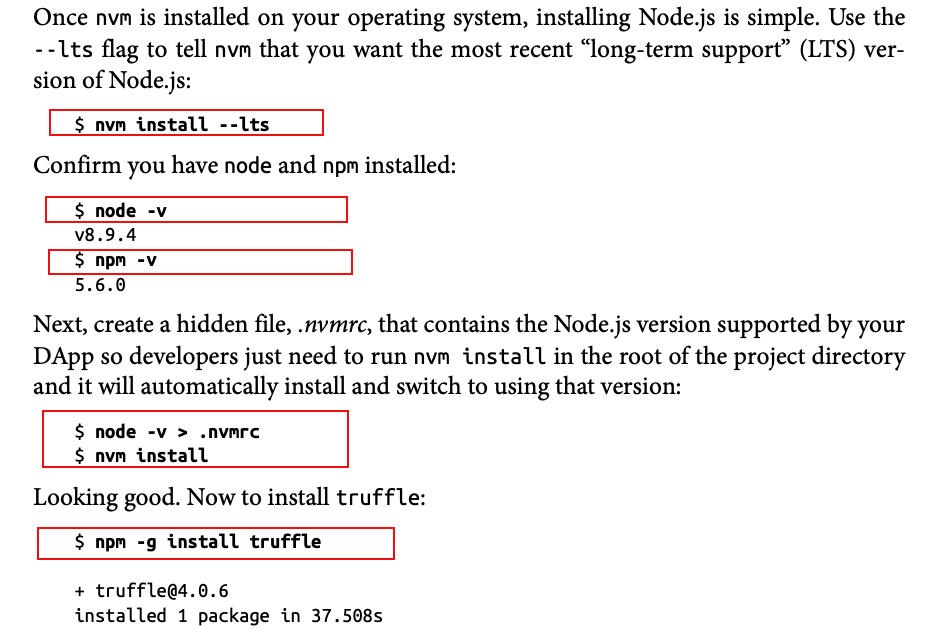 Once nvm is installed on your operating system, installing Node.js is simple. Use the
--lts flag to tell nvm that you want the most recent “long-term support” (LTS) ver-
sion of Node.js:
$ nvm install --lts
Confirm you have node and npm installed:
$ node -v
v8.9.4
$ npm -v
5.6.0
Next, create a hidden file, .nvmrc, that contains the Node.js version supported by your
DApp so developers just need to run nvm install in the root of the project directory
and it will automatically install and switch to using that version:
$ node -v > .nvmrc
$ nvm install
Looking good. Now to install truffle:
$ npm -g install truffle
+ truffle@4.0.6
installed 1 package in 37.508s